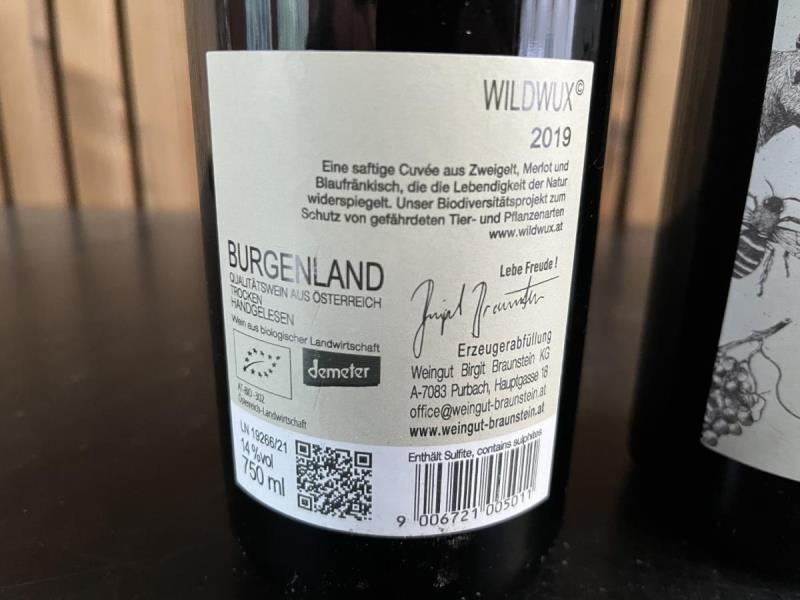 WILDWUX©
2019
Eine saftige Cuvée aus Zweigelt, Merlot und
Blaufränkisch, die die Lebendigkeit der Natur
widerspiegelt. Unser Biodiversitätsprojekt zum
Schutz von gefährdeten Tier- und Pflanzenarten
www.wildwux.at
BURGENLAND
QUALITÄTSWEIN AUS ÖSTERREICH
TROCKEN
HANDGELESEN
Wein aus biologischer Landwirtschaft
demeter
AT-BIO-302
Österreich-Landwirtschaft
Lebe Freude !
Birgit Braunstein
Erzeugerabfüllung
Weingut Birgit Braunstein KG
A-7083 Purbach, Hauptgasse 18
office@weingut-braunstein.at
www.weingut-braunstein.at
LN 19266/21
14 %vol
750 ml
Enthält Sulfite, contains sulphites
9 006721 005011